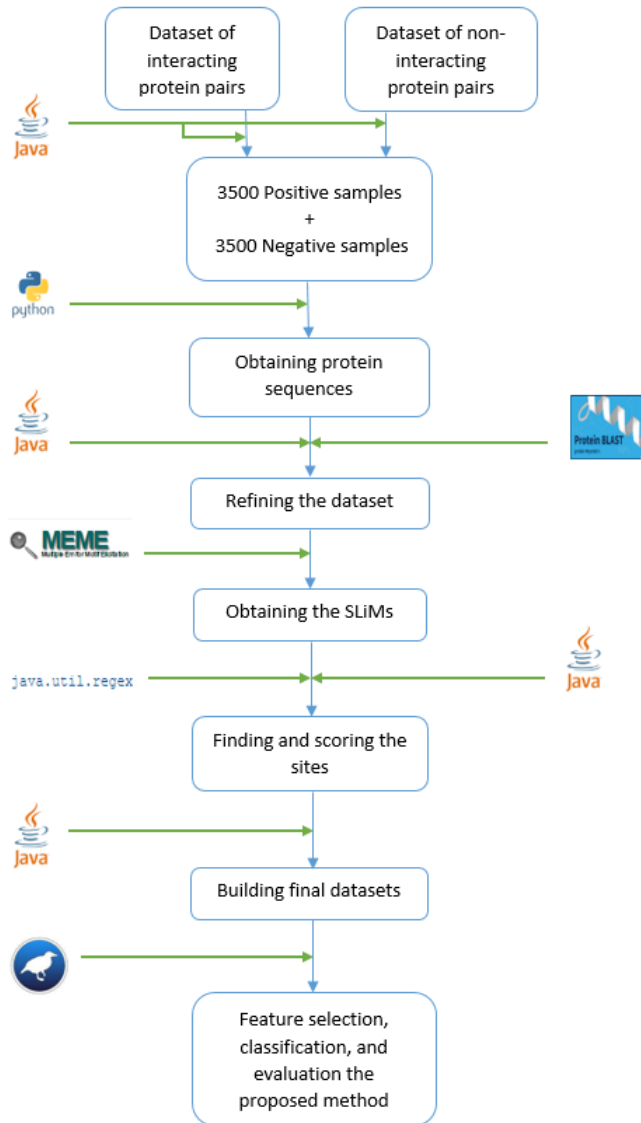 Dataset of
interacting
protein pairs
Dataset of non-
interacting
protein pairs
Java
3500 Positive samples
+
3500 Negative samples
python
Obtaining protein
sequences
Java
Protein BLAST
Refining the dataset
MEME
Multiple Em for Motif Elicitation
Obtaining the SLiMs
java.util.regex
Java
Finding and scoring the
sites
Java
Building final datasets
Feature selection,
classification, and
evaluation the
proposed method